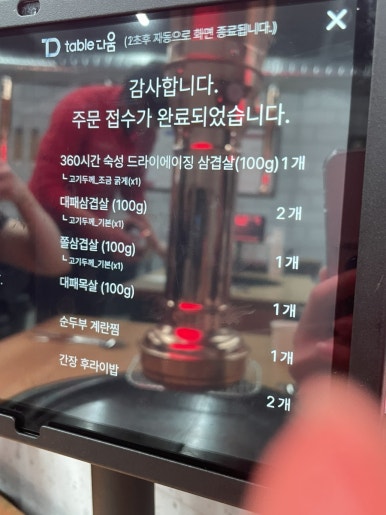 table다움 (2초후 자동으로 화면 종료됩니다.)
감사합니다.
주문 접수가 완료되었습니다.
360시간 숙성 드라이에이징 삼겹살(100g) 1개
└고기두께_조금 굵게(x1)
대패삼겹살 (100g) 2개
└고기두께_기본(x1)
쫄삼겹살 (100g) 1개
└고기두께_기본(x1)
대패목살 (100g) 1개
순두부 계란찜 1개
간장 후라이밥 2개